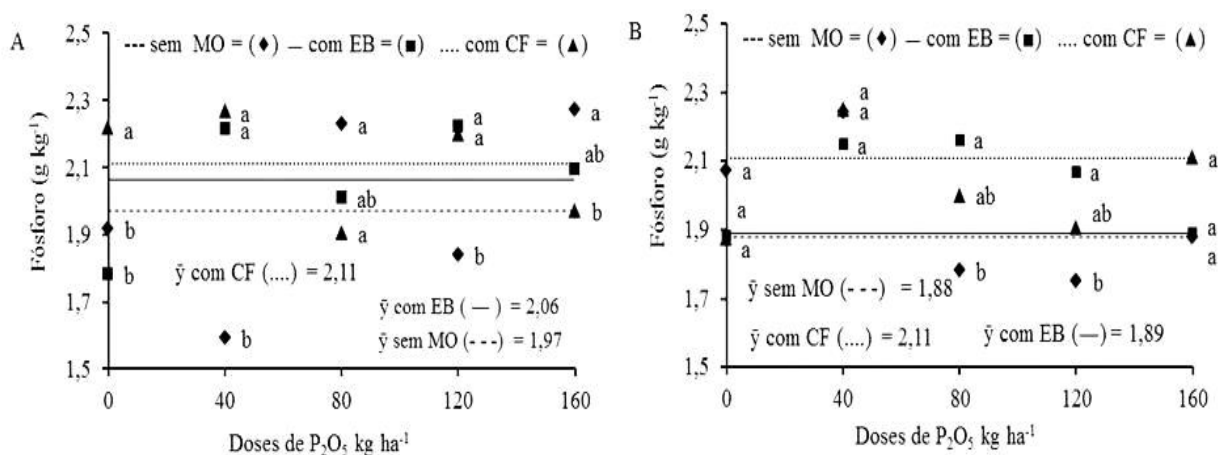 A
--- sem MO = (♦) – com EB = (■) .... com CF = (▲)
Fósforo (g kg⁻¹)
2,5
2,3
2,1
1,9
1,7
1,5
a
a
a
a
a
a
a
ab
ab
b
b
a
b
b
b
ȳ com CF (....) = 2,11
ȳ com EB (—) = 2,06
ȳ sem MO (- - -) = 1,97
0 40 80 120 160
Doses de P₂O₅ kg ha⁻¹
B
--- sem MO = (♦) – com EB = (■) .... com CF = (▲)
Fósforo (g kg⁻¹)
2,5
2,3
2,1
1,9
1,7
1,5
a
a
a
a
a
a
a
ab
ab
a
a
a
a
b
b
ȳ sem MO (- - -) = 1,88
ȳ com CF (....) = 2,11
ȳ com EB (—) = 1,89
0 40 80 120 160
Doses de P₂O₅ kg ha⁻¹